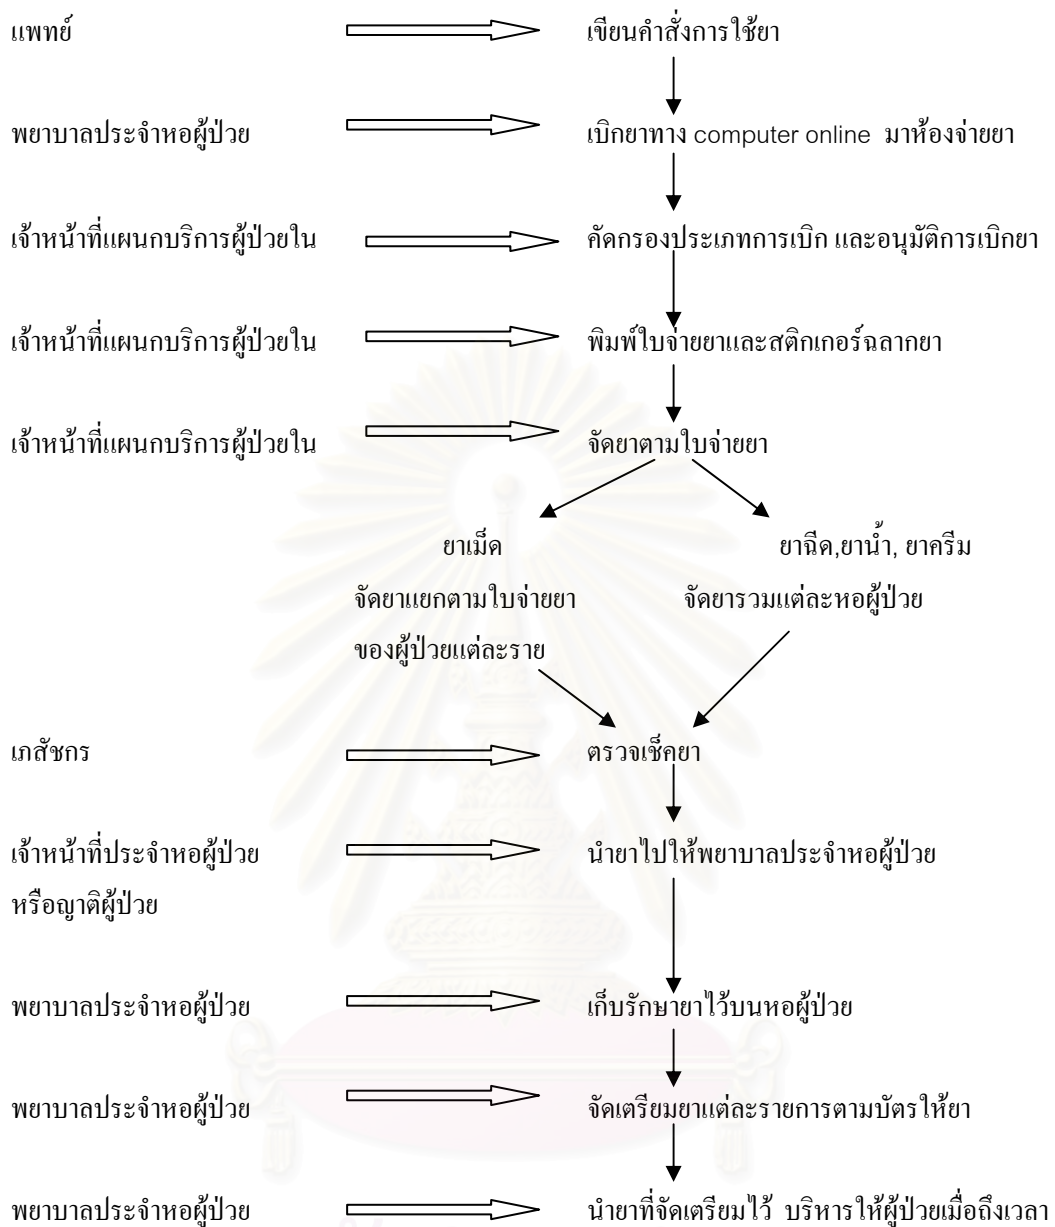 แพทย์ เขียนคำสั่งการใช้ยา
พยาบาลประจำหอผู้ป่วย เบิกยาทาง computer online มาห้องจ่ายยา
เจ้าหน้าที่แผนกบริการผู้ป่วยใน คัดกรองประเภทการเบิก และอนุมัติการเบิกยา
เจ้าหน้าที่แผนกบริการผู้ป่วยใน พิมพ์ใบจ่ายยาและสติกเกอร์ฉลากยา
เจ้าหน้าที่แผนกบริการผู้ป่วยใน จัดยาตามใบจ่ายยา
ยาเม็ด ยาฉีด,ยาน้ำ, ยาครีม
จัดยาแยกตามใบจ่ายยา จัดยารวมแต่ละหอผู้ป่วย
ของผู้ป่วยแต่ละราย
เภสัชกร ตรวจเช็คยา
เจ้าหน้าที่ประจำหอผู้ป่วย นำยาไปให้พยาบาลประจำหอผู้ป่วย
หรือญาติผู้ป่วย
พยาบาลประจำหอผู้ป่วย เก็บรักษายาไว้บนหอผู้ป่วย
พยาบาลประจำหอผู้ป่วย จัดเตรียมยาแต่ละรายการตามบัตรให้ยา
พยาบาลประจำหอผู้ป่วย นำยาที่จัดเตรียมไว้ บริหารให้ผู้ป่วยเมื่อถึงเวลา